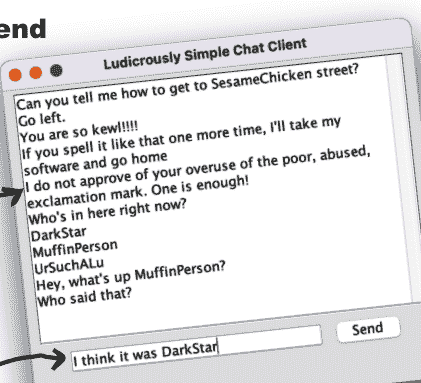 end
Ludicrously Simple Chat Client
Can you tell me how to get to SesameChicken street?
Go left.
You are so kewl!!!!
If you spell it like that one more time, I'll take my
software and go home
I do not approve of your overuse of the poor, abused,
exclamation mark. One is enough!
Who's in here right now?
DarkStar
MuffinPerson
UrSuchALu
Hey, what's up MuffinPerson?
Who said that?
I think it was DarkStar
Send